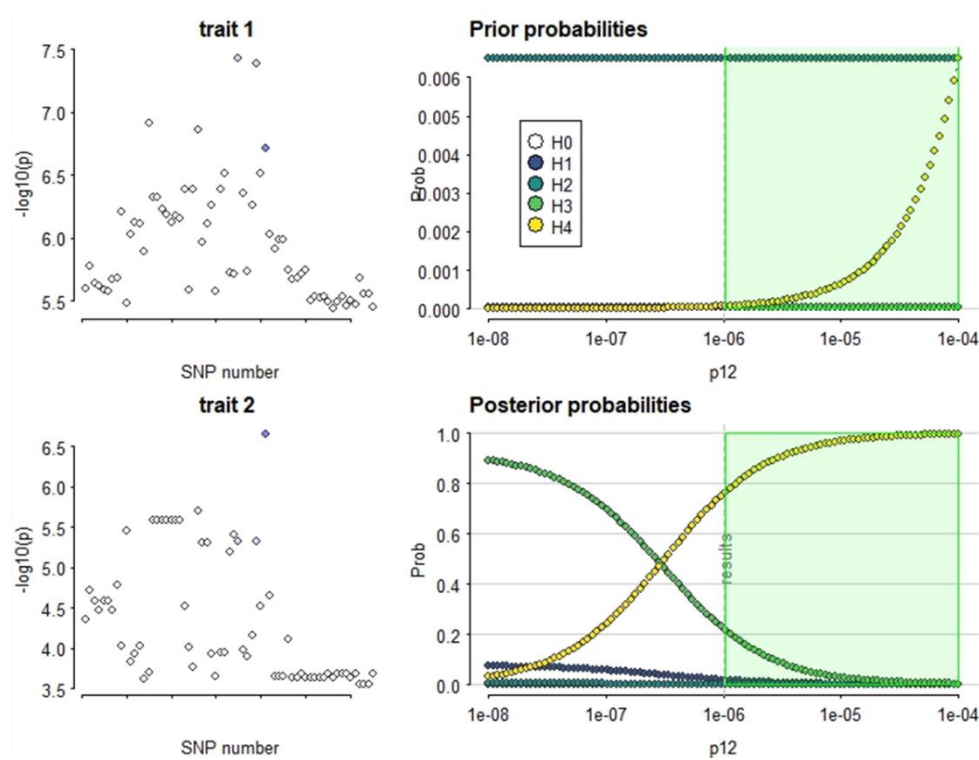 trait 1
-log10(p)
7.5
7.0
6.5
6.0
5.5
SNP number
Prior probabilities
Prob
0.006
0.005
0.004
0.003
0.002
0.001
0.000
H0
H1
H2
H3
H4
1e-08
1e-07
1e-06
1e-05
1e-04
p12
trait 2
-log10(p)
6.5
6.0
5.5
5.0
4.5
4.0
3.5
SNP number
Posterior probabilities
Prob
1.0
0.8
0.6
0.4
0.2
0.0
results
1e-08
1e-07
1e-06
1e-05
1e-04
p12